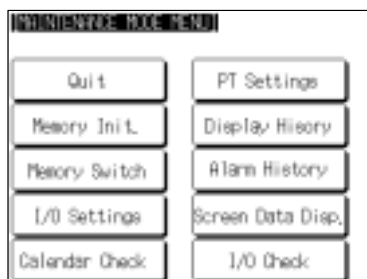 MAINTENANCE MODE MENU
Quit
PT Settings
Memory Init.
Display Hisory
Memory Switch
Alarm History
I/O Settings
Screen Data Disp.
Calendar Check
I/O Check